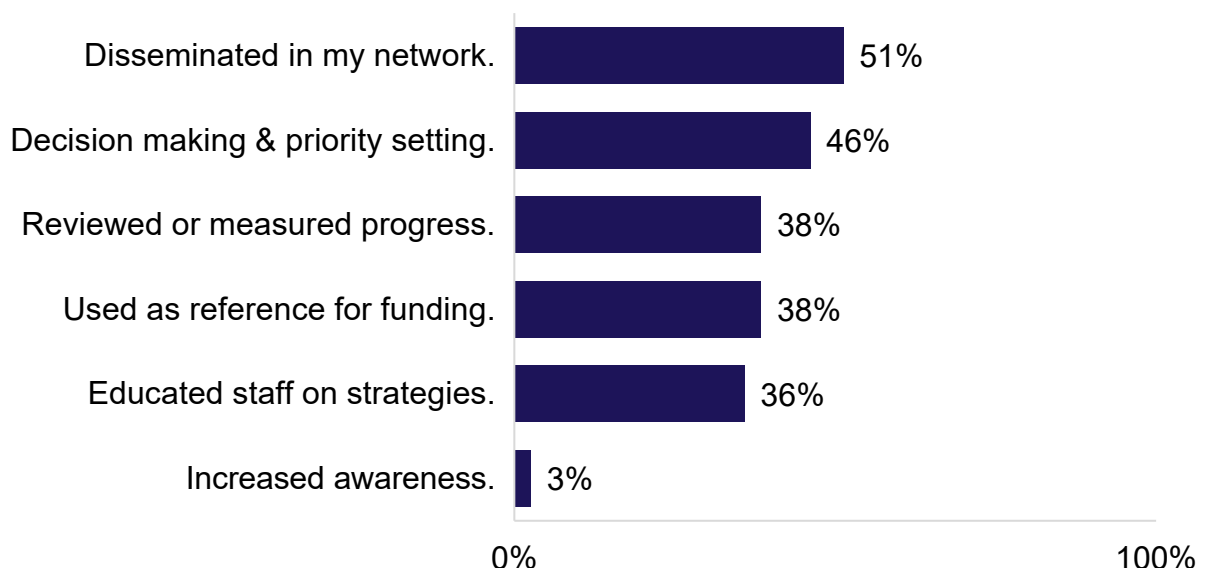 Disseminated in my network. 51%
Decision making & priority setting. 46%
Reviewed or measured progress. 38%
Used as reference for funding. 38%
Educated staff on strategies. 36%
Increased awareness. 3%
0% 100%